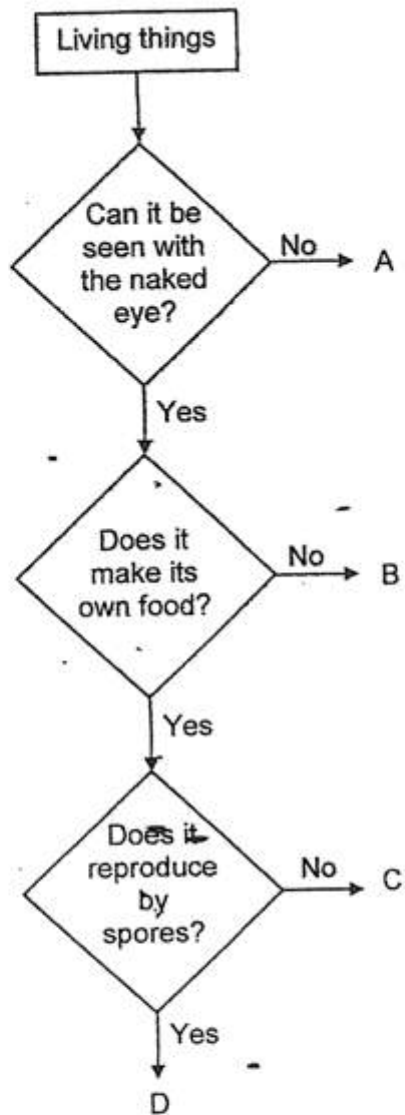 Living things
Can it be
seen with
the naked
eye?
No
A
Yes
Does it
make its
own food?
No
B
Yes
Does it
reproduce
by
spores?
No
C
Yes
D